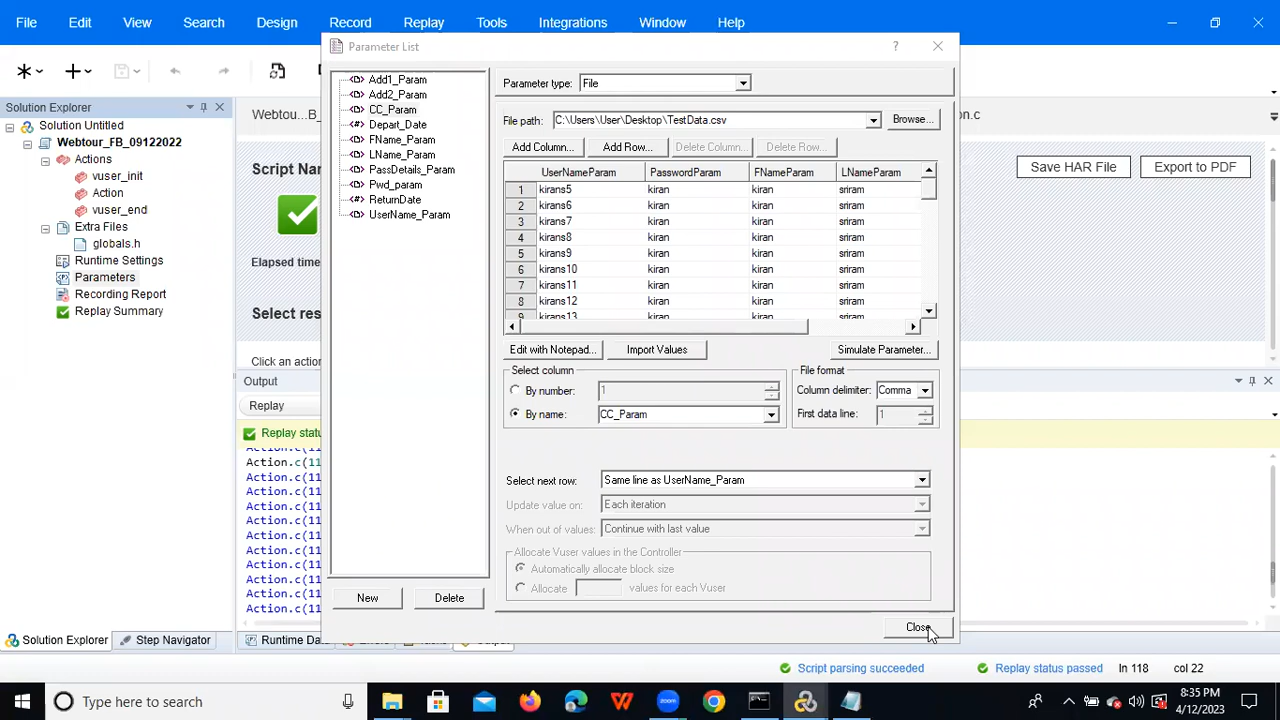 File Edit View Search Design Record Replay Tools Integrations Window Help
Parameter List
Solution Explorer
Solution Untitled
Webtour_FB_09122022
Actions
vuser_init
Action
vuser_end
Extra Files
globals.h
Runtime Settings
Parameters
Recording Report
Replay Summary
Elapsed time
Click an action
Output
Replay
Action.c(11
Action.c(11
Action.c(11
Action.c(11
Action.c(11
Action.c(11
Action.c(11
Action.c(11
Action.c(11
Action.c(11
Add1_Param
Add2_Param
CC_Param
Depart_Date
FName_Param
LName_Param
PassDetails_Param
Pwd_param
ReturnDate
UserName_Param
New Delete
Parameter type: File
File path: C:\Users\User\Desktop\TestData.csv Browse...
Add Column... Add Row... Delete Column... Delete Row...
UserNameParam PasswordParam FNameParam LNameParam
1 kirans5 kiran kiran sriram
2 kirans6 kiran kiran sriram
3 kirans7 kiran kiran sriram
4 kirans8 kiran kiran sriram
5 kirans9 kiran kiran sriram
6 kirans10 kiran kiran sriram
7 kirans11 kiran kiran sriram
8 kirans12 kiran kiran sriram
9 kirans13 kiran kiran sriram
Edit with Notepad... Import Values Simulate Parameter...
Select column
By number: 1
By name: CC_Param
File format
Column delimiter: Comma
First data line: 1
Select next row: Same line as UserName_Param
Update value on: Each iteration
When out of values: Continue with last value
Allocate Vuser values in the Controller
Automatically allocate block size
Allocate values for each Vuser
Close
Save HAR File Export to PDF
Solution Explorer Step Navigator Runtime Data
Script parsing succeeded Replay status passed ln 118 col 22
Type here to search
8:35 PM
4/12/2023